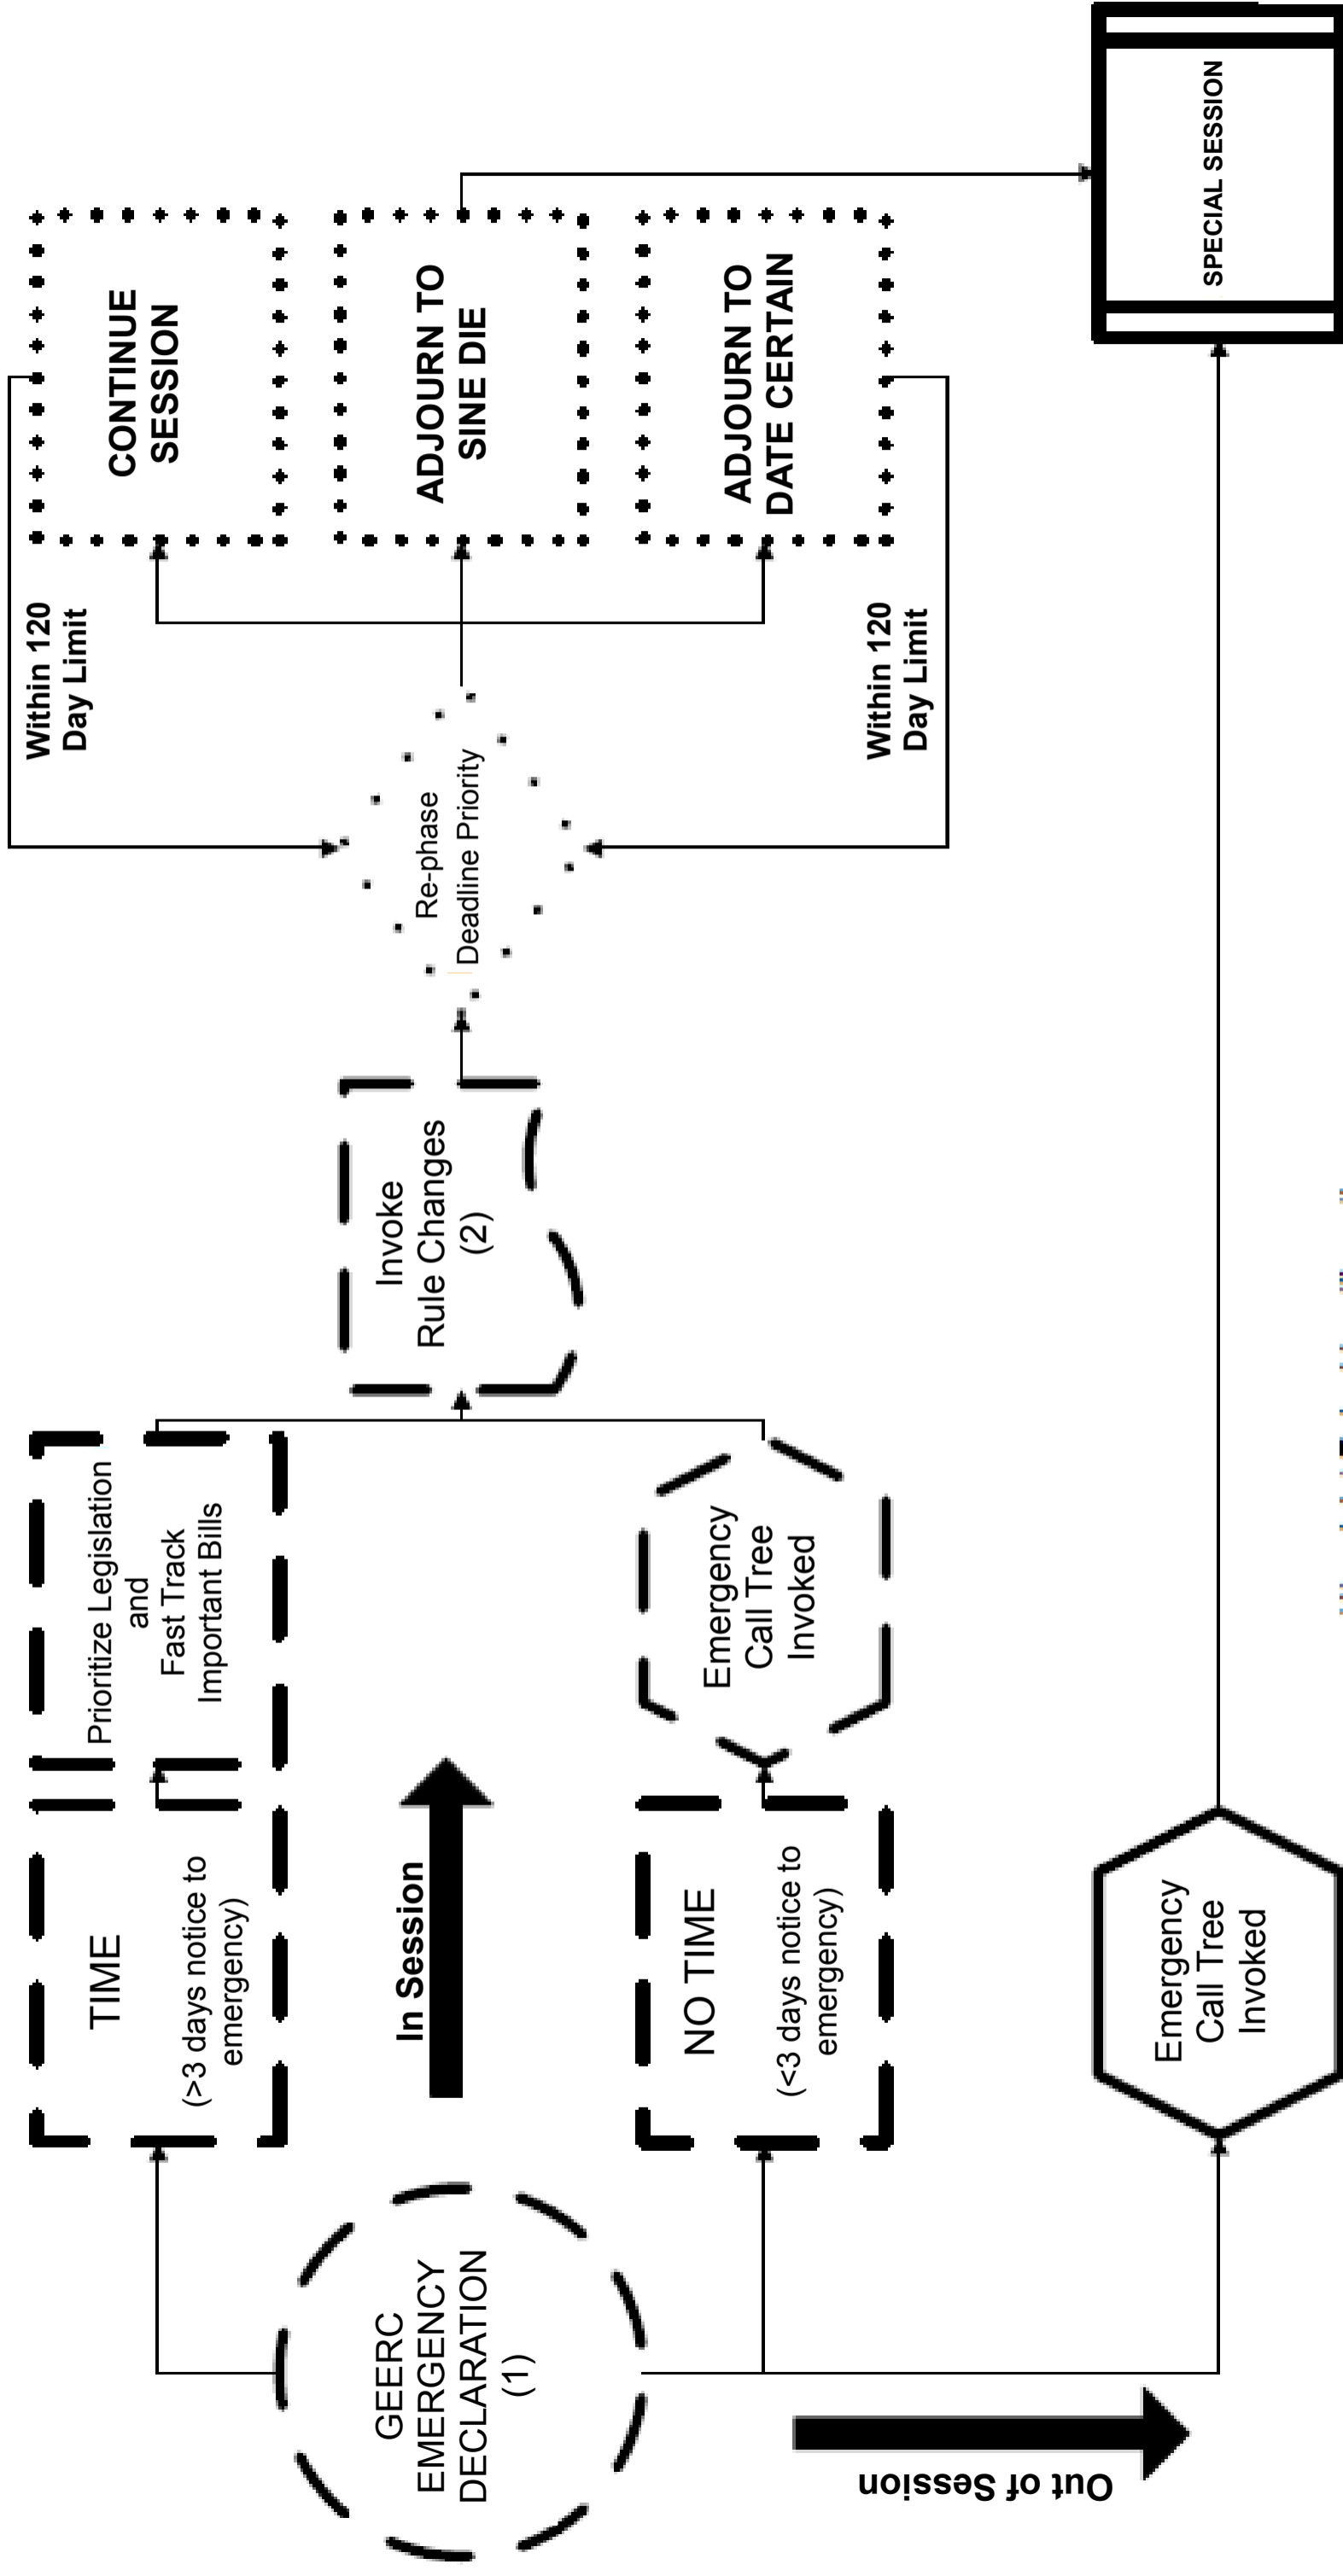 GEERC
EMERGENCY
DECLARATION
(1)
TIME
(>3 days notice to
emergency)
Prioritize Legislation
and
Fast Track
Important Bills
In Session
NO TIME
(<3 days notice to
emergency)
Emergency
Call Tree
Invoked
Invoke
Rule Changes
(2)
Re-phase
Deadline Priority
Within 120
Day Limit
Within 120
Day Limit
CONTINUE
SESSION
ADJOURN TO
SINE DIE
ADJOURN TO
DATE CERTAIN
Out of Session
Emergency
Call Tree
Invoked
SPECIAL SESSION